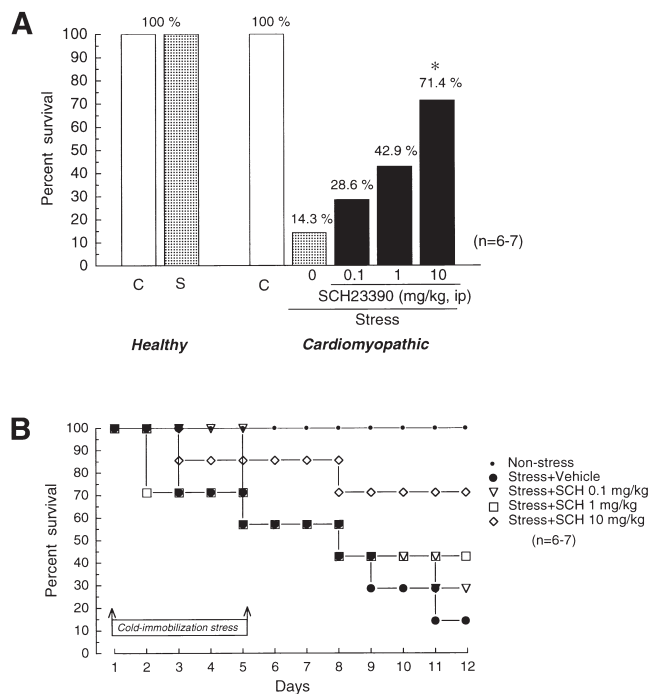 A
100 %
100 %
*
71.4 %
42.9 %
28.6 %
14.3 %
Percent survival
100
90
80
70
60
50
40
30
20
10
0
(n=6-7)
C
S
C
0
0.1
1
10
SCH23390 (mg/kg, ip)
Stress
Healthy
Cardiomyopathic
B
Percent survival
100
90
80
70
60
50
40
30
20
10
0
Non-stress
Stress+Vehicle
Stress+SCH 0.1 mg/kg
Stress+SCH 1 mg/kg
Stress+SCH 10 mg/kg
(n=6-7)
Cold-immobilization stress
1 2 3 4 5 6 7 8 9 10 11 12
Days